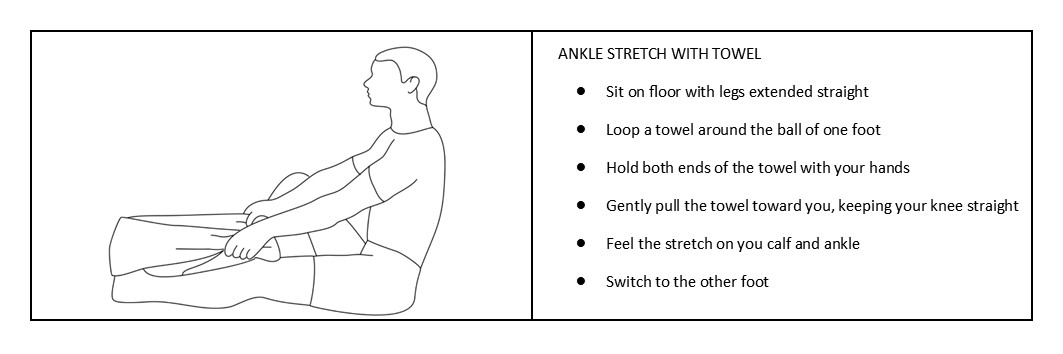 ANKLE STRETCH WITH TOWEL
● Sit on floor with legs extended straight
● Loop a towel around the ball of one foot
● Hold both ends of the towel with your hands
● Gently pull the towel toward you, keeping your knee straight
● Feel the stretch on you calf and ankle
● Switch to the other foot